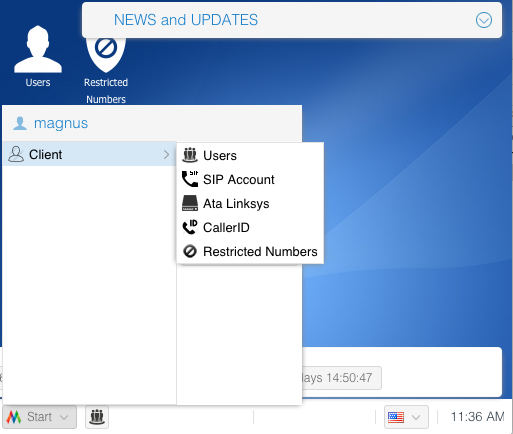 NEWS and UPDATES
Users
Restricted
Numbers
magnus
Client
Users
SIP Account
Ata Linksys
CallerID
Restricted Numbers
days 14:50:47
Start
11:36 AM